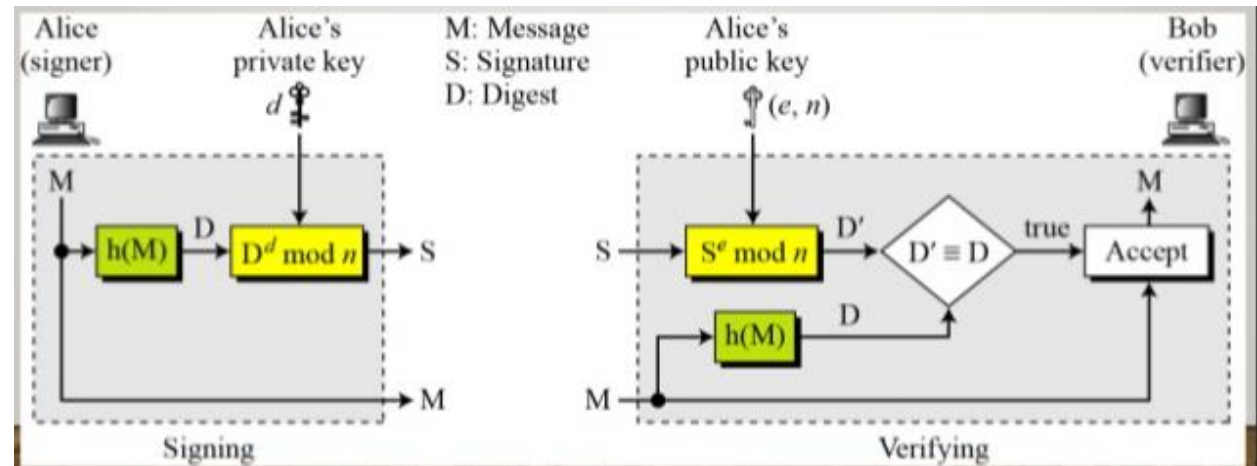 Alice
(signer)
Alice's
private key
d
M: Message
S: Signature
D: Digest
Alice's
public key
(e, n)
Bob
(verifier)
M
h(M)
D
D^d mod n
S
M
Signing
S
S^e mod n
D′
D′ ≡ D
true
Accept
M
h(M)
D
M
Verifying